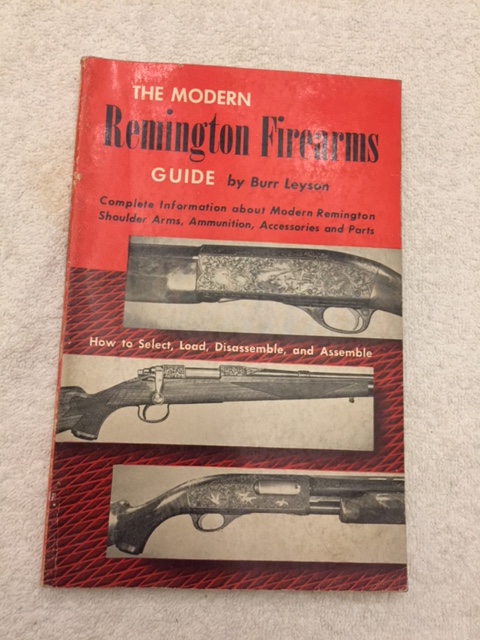 THE MODERN
Remington Firearms
GUIDE by Burr Leyson
Complete Information about Modern Remington
Shoulder Arms, Ammunition, Accessories and Parts
How to Select, Load, Disassemble, and Assemble